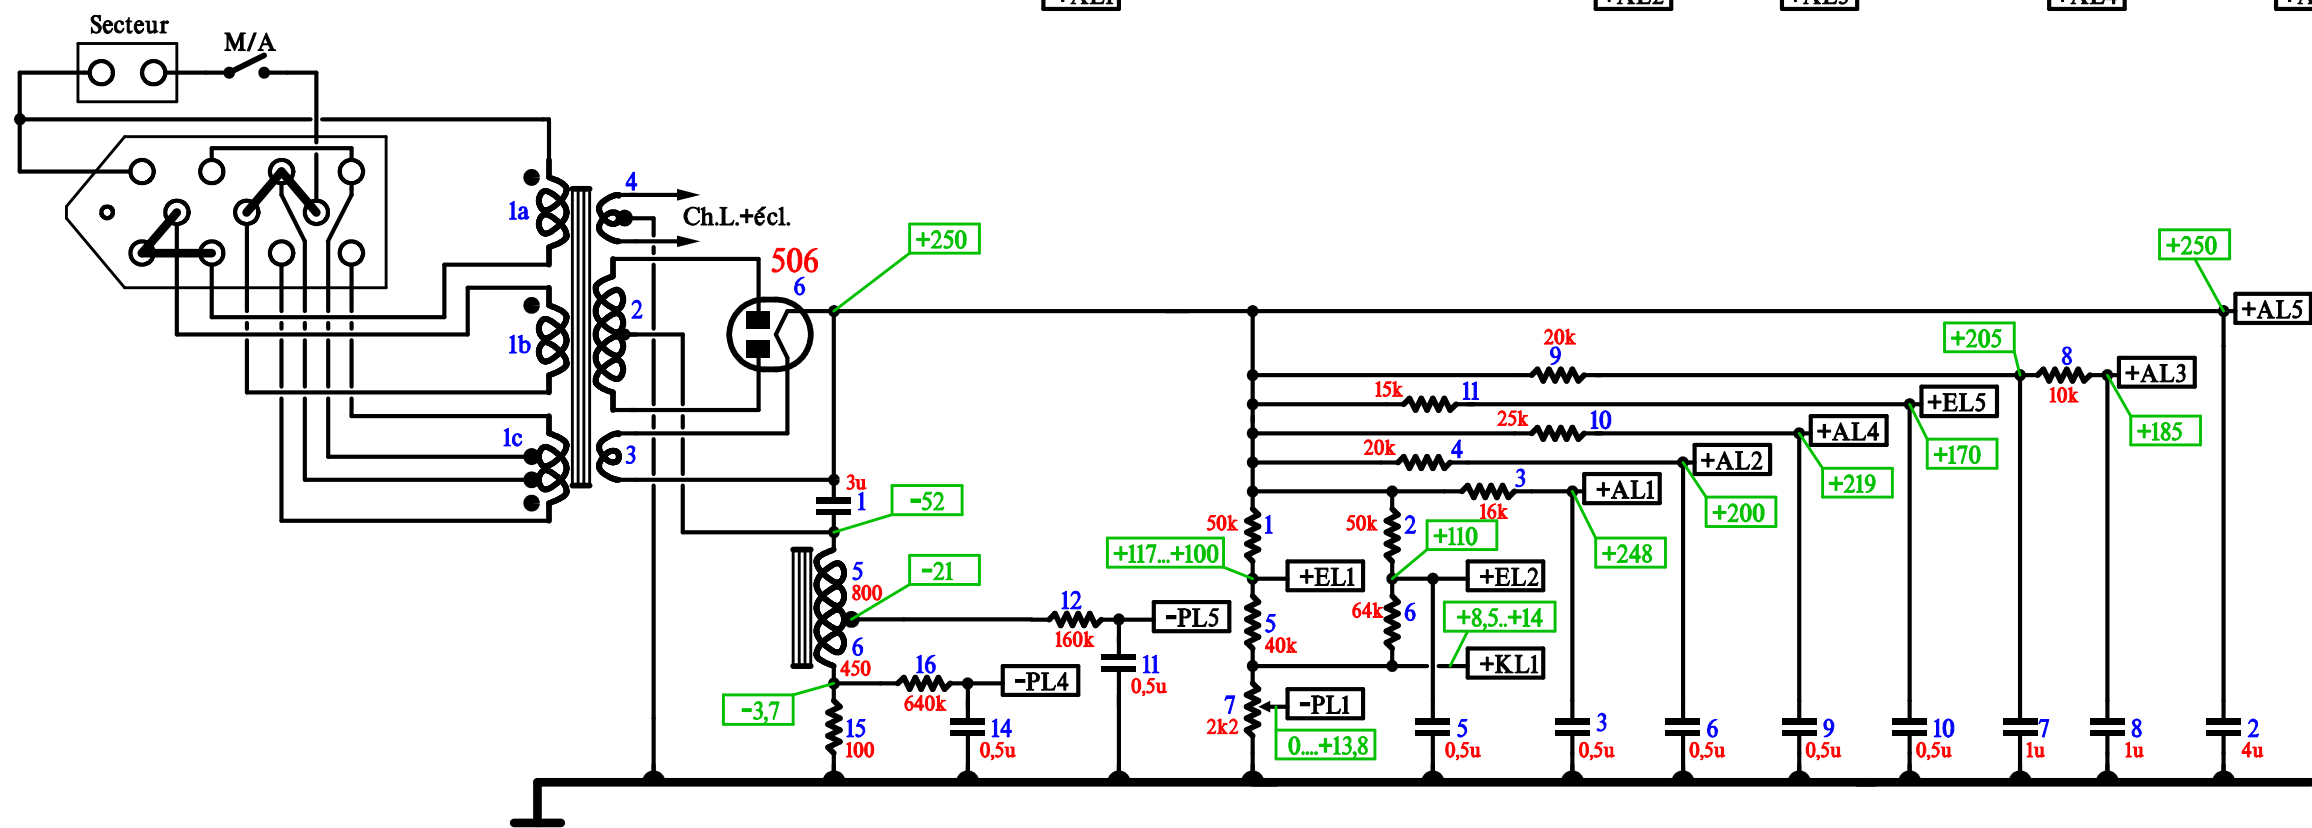 +AL1 +AL2 +AL3 +AL4
Secteur
M/A
4
1a
Ch.L.+écl.
506
6
+250
+250
+AL5
2
1b
20k
9
+205
8
+AL3
10k
15k
11
+EL5
+185
25k
10
+AL4
+170
1c
3
20k
4
+AL2
+219
3u
1
-52
3
+AL1
16k
+200
50k
1
50k
2
+110
+248
+117...+100
+EL1
+EL2
5
800
-21
12
160k
-PL5
5
40k
64k
6
+8,5..+14
6
450
16
640k
-PL4
11
0,5u
+KL1
-3,7
7
2k2
-PL1
0....+13,8
15
100
14
0,5u
5
0,5u
3
0,5u
6
0,5u
9
0,5u
10
0,5u
7
1u
8
1u
2
4u